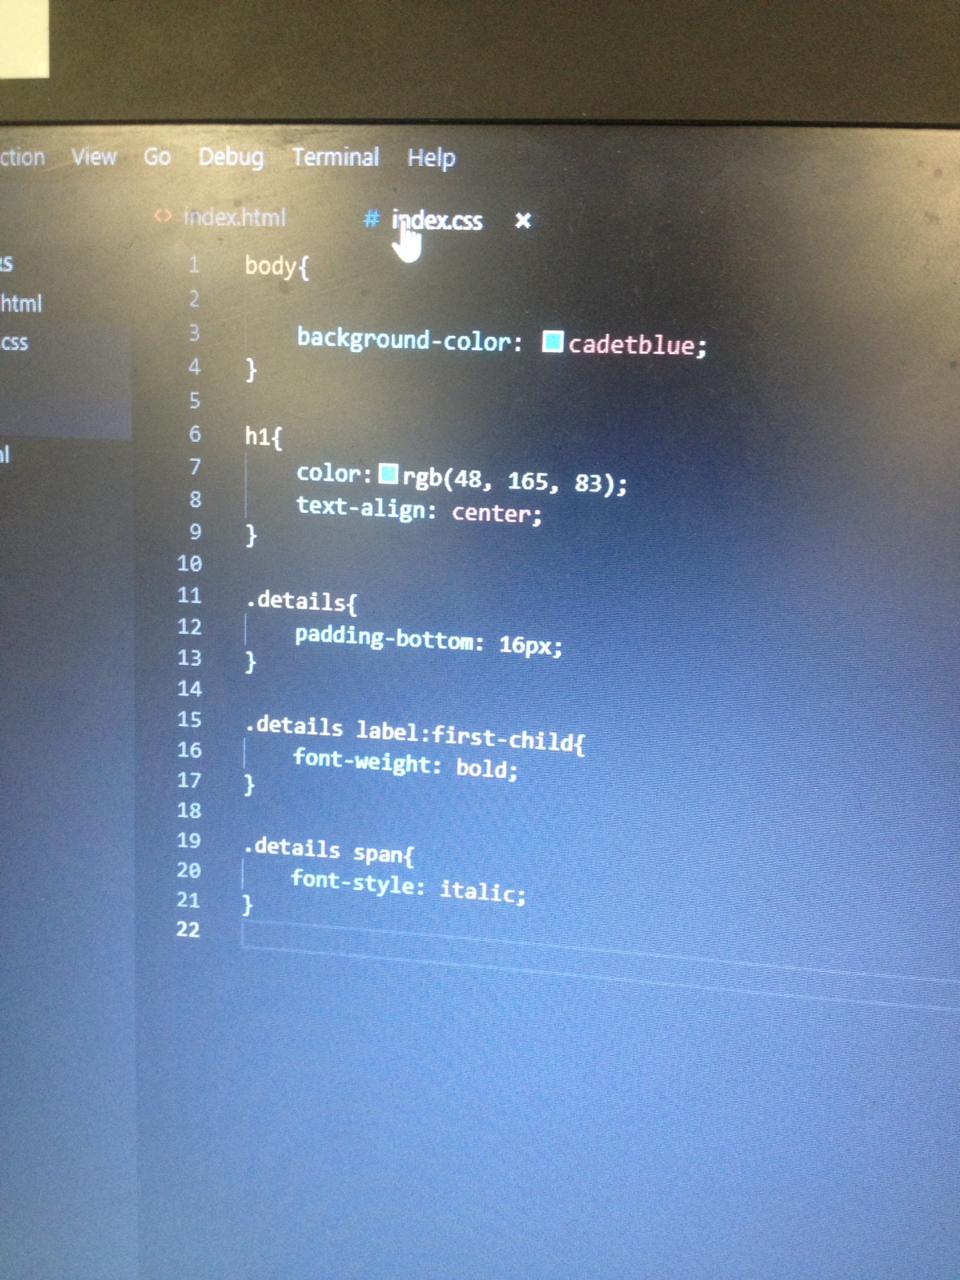 ction View Go Debug Terminal Help
<> index.html # index.css ×
s
html
css
l
1 body{
2
3 background-color: cadetblue;
4 }
5
6 h1{
7 color: rgb(48, 165, 83);
8 text-align: center;
9 }
10
11 .details{
12 padding-bottom: 16px;
13 }
14
15 .details label:first-child{
16 font-weight: bold;
17 }
18
19 .details span{
20 font-style: italic;
21 }
22